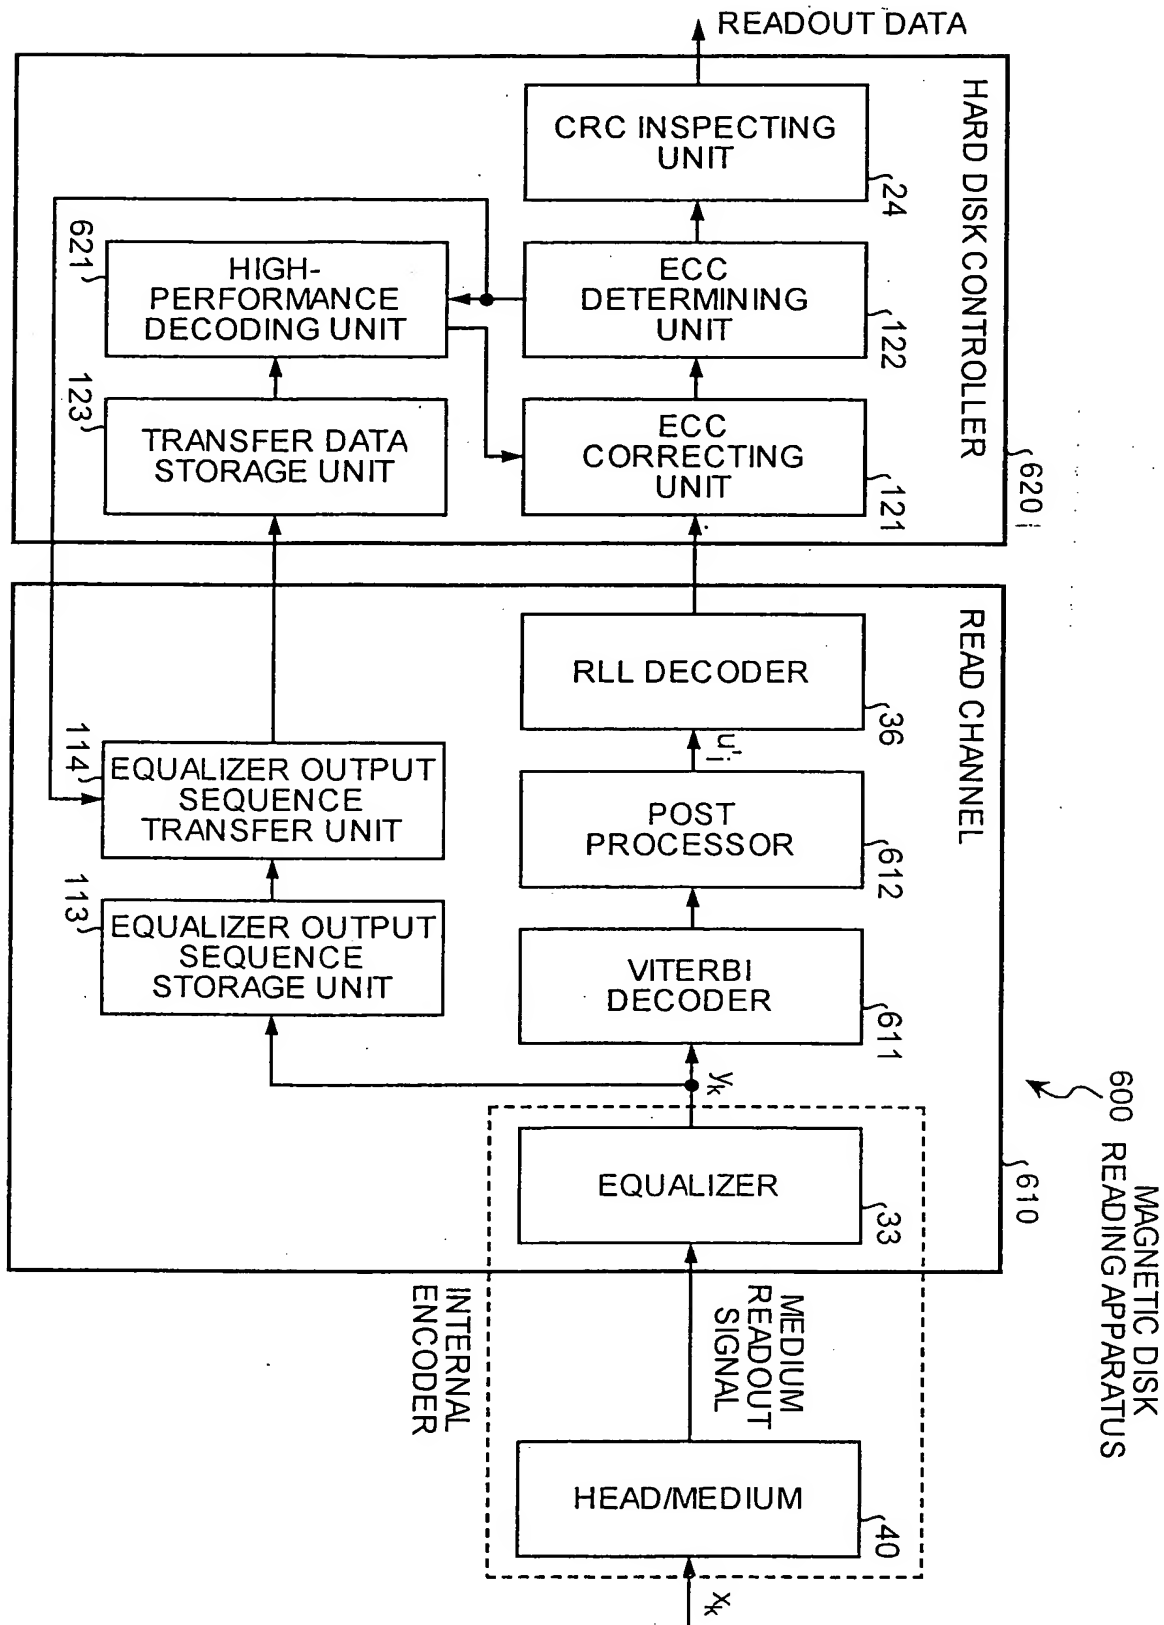 READOUT DATA
HARD DISK CONTROLLER
620
CRC INSPECTING
UNIT
24
ECC
DETERMINING
UNIT
122
HIGH-
PERFORMANCE
DECODING UNIT
621
ECC
CORRECTING
UNIT
121
TRANSFER DATA
STORAGE UNIT
123
READ CHANNEL
610
RLL DECODER
36
u'j
POST
PROCESSOR
612
EQUALIZER OUTPUT
SEQUENCE
TRANSFER UNIT
114
VITERBI
DECODER
611
EQUALIZER OUTPUT
SEQUENCE
STORAGE UNIT
113
yk
600
MAGNETIC DISK
READING APPARATUS
EQUALIZER
33
INTERNAL
ENCODER
MEDIUM
READOUT
SIGNAL
HEAD/MEDIUM
40
xk